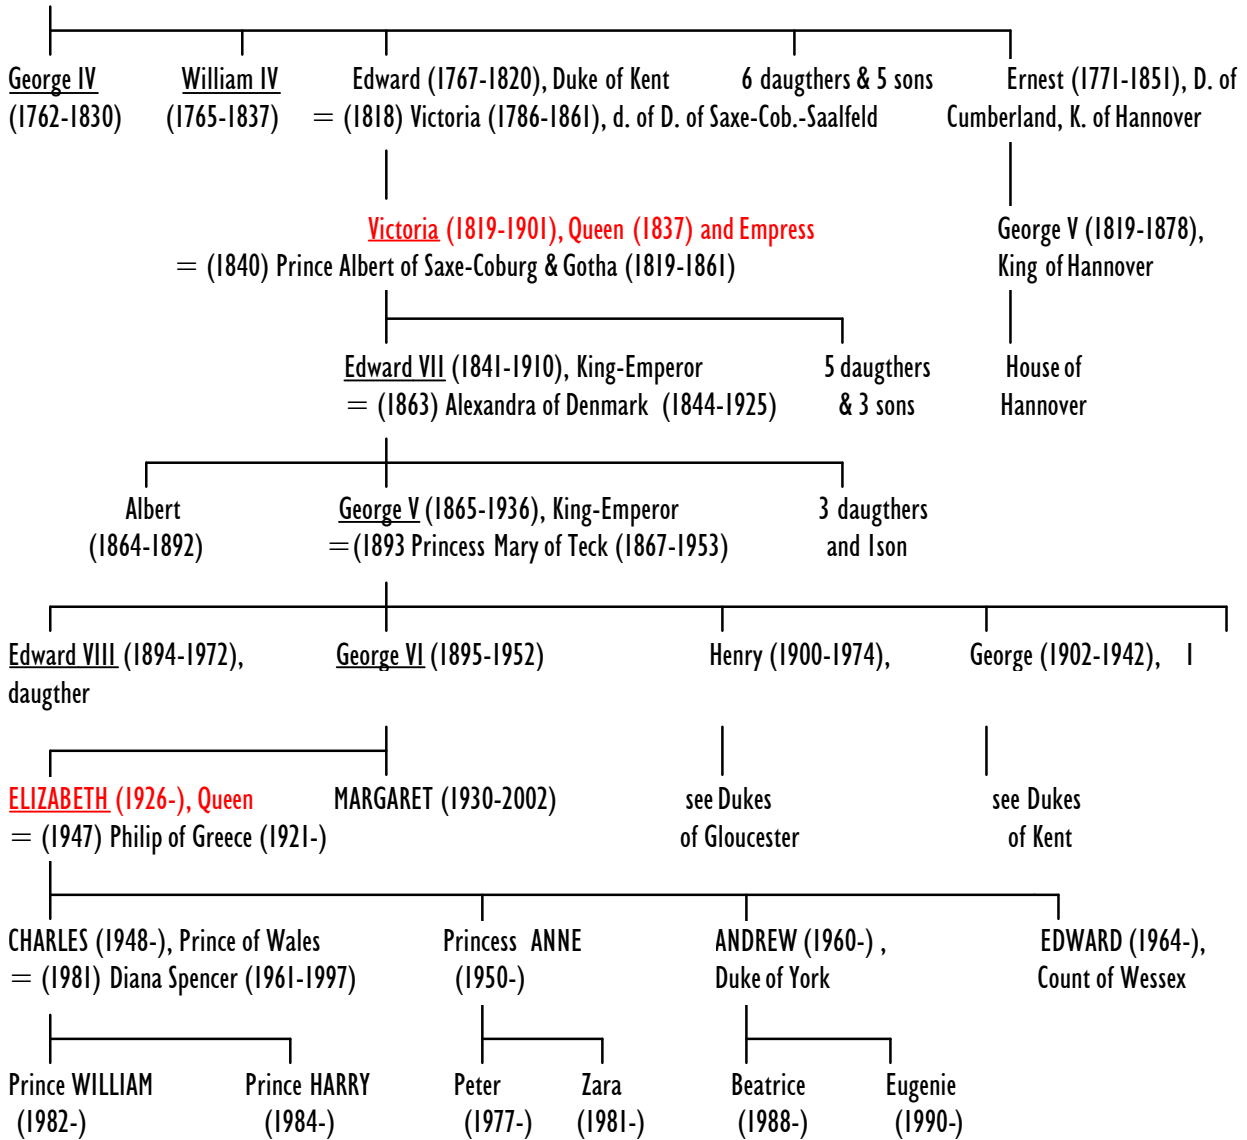 George IV William IV Edward (1767-1820), Duke of Kent 6 daugthers & 5 sons Ernest (1771-1851), D. of
(1762-1830) (1765-1837) = (1818) Victoria (1786-1861), d. of D. of Saxe-Cob.-Saalfeld Cumberland, K. of Hannover
Victoria (1819-1901), Queen (1837) and Empress George V (1819-1878),
= (1840) Prince Albert of Saxe-Coburg & Gotha (1819-1861) King of Hannover
Edward VII (1841-1910), King-Emperor 5 daugthers House of
= (1863) Alexandra of Denmark (1844-1925) & 3 sons Hannover
Albert George V (1865-1936), King-Emperor 3 daugthers
(1864-1892) =(1893 Princess Mary of Teck (1867-1953) and 1son
Edward VIII (1894-1972), George VI (1895-1952) Henry (1900-1974), George (1902-1942), 1
daugther
ELIZABETH (1926-), Queen MARGARET (1930-2002) see Dukes see Dukes
= (1947) Philip of Greece (1921-) of Gloucester of Kent
CHARLES (1948-), Prince of Wales Princess ANNE ANDREW (1960-) , EDWARD (1964-),
= (1981) Diana Spencer (1961-1997) (1950-) Duke of York Count of Wessex
Prince WILLIAM Prince HARRY Peter Zara Beatrice Eugenie
(1982-) (1984-) (1977-) (1981-) (1988-) (1990-)